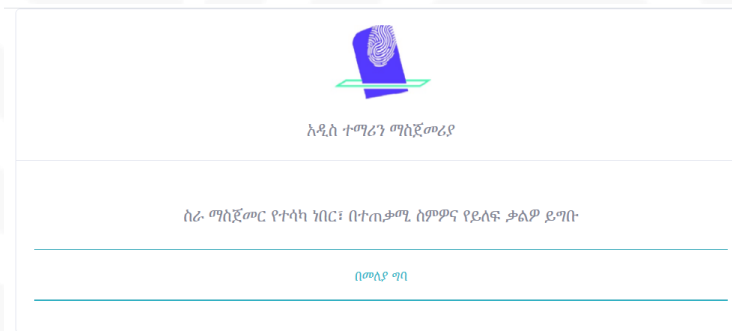 አዲስ ተማሪን ማስጀመሪያ
ስራ ማስጀመር የተሳካ ነበር፣ በተጠቃሚ ስምዎና የይለፍ ቃልዎ ይግቡ
በመለያ ግባ